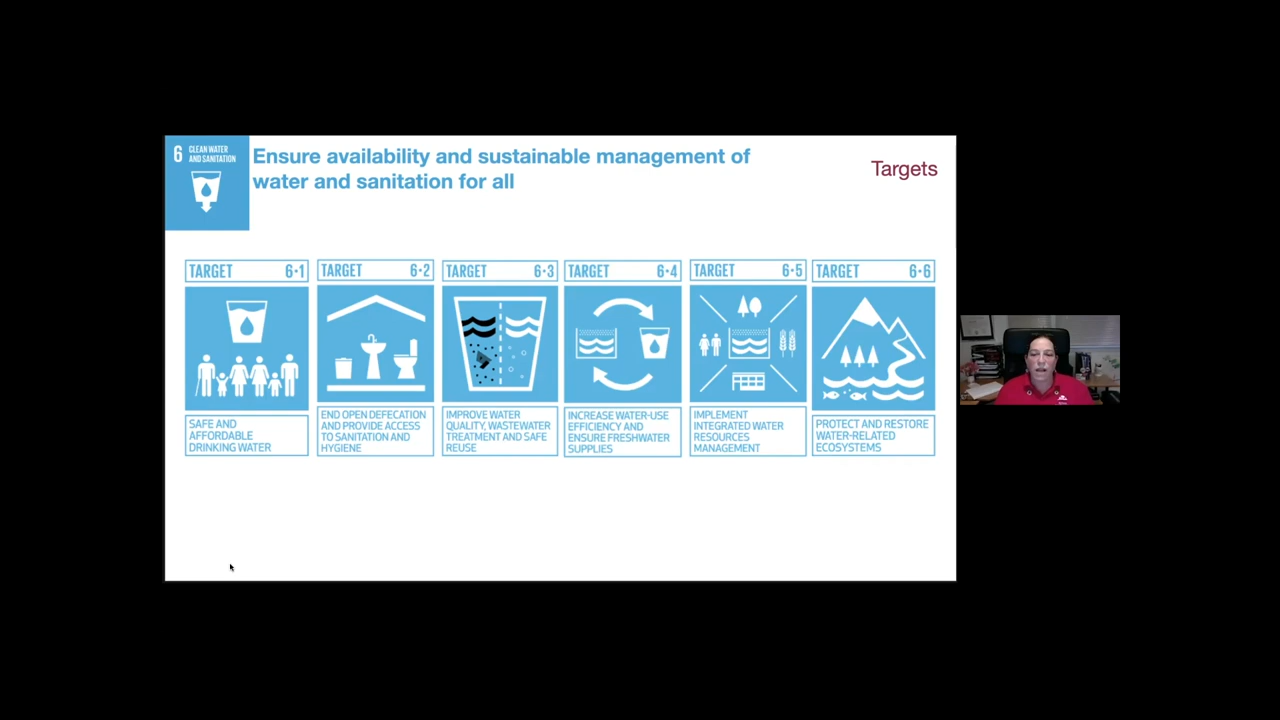 6 CLEAN WATER
AND SANITATION
Ensure availability and sustainable management of
water and sanitation for all
Targets
TARGET 6·1
SAFE AND
AFFORDABLE
DRINKING WATER
TARGET 6·2
END OPEN DEFECATION
AND PROVIDE ACCESS
TO SANITATION AND
HYGIENE
TARGET 6·3
IMPROVE WATER
QUALITY, WASTEWATER
TREATMENT AND SAFE
REUSE
TARGET 6·4
INCREASE WATER-USE
EFFICIENCY AND
ENSURE FRESHWATER
SUPPLIES
TARGET 6·5
IMPLEMENT
INTEGRATED WATER
RESOURCES
MANAGEMENT
TARGET 6·6
PROTECT AND RESTORE
WATER-RELATED
ECOSYSTEMS